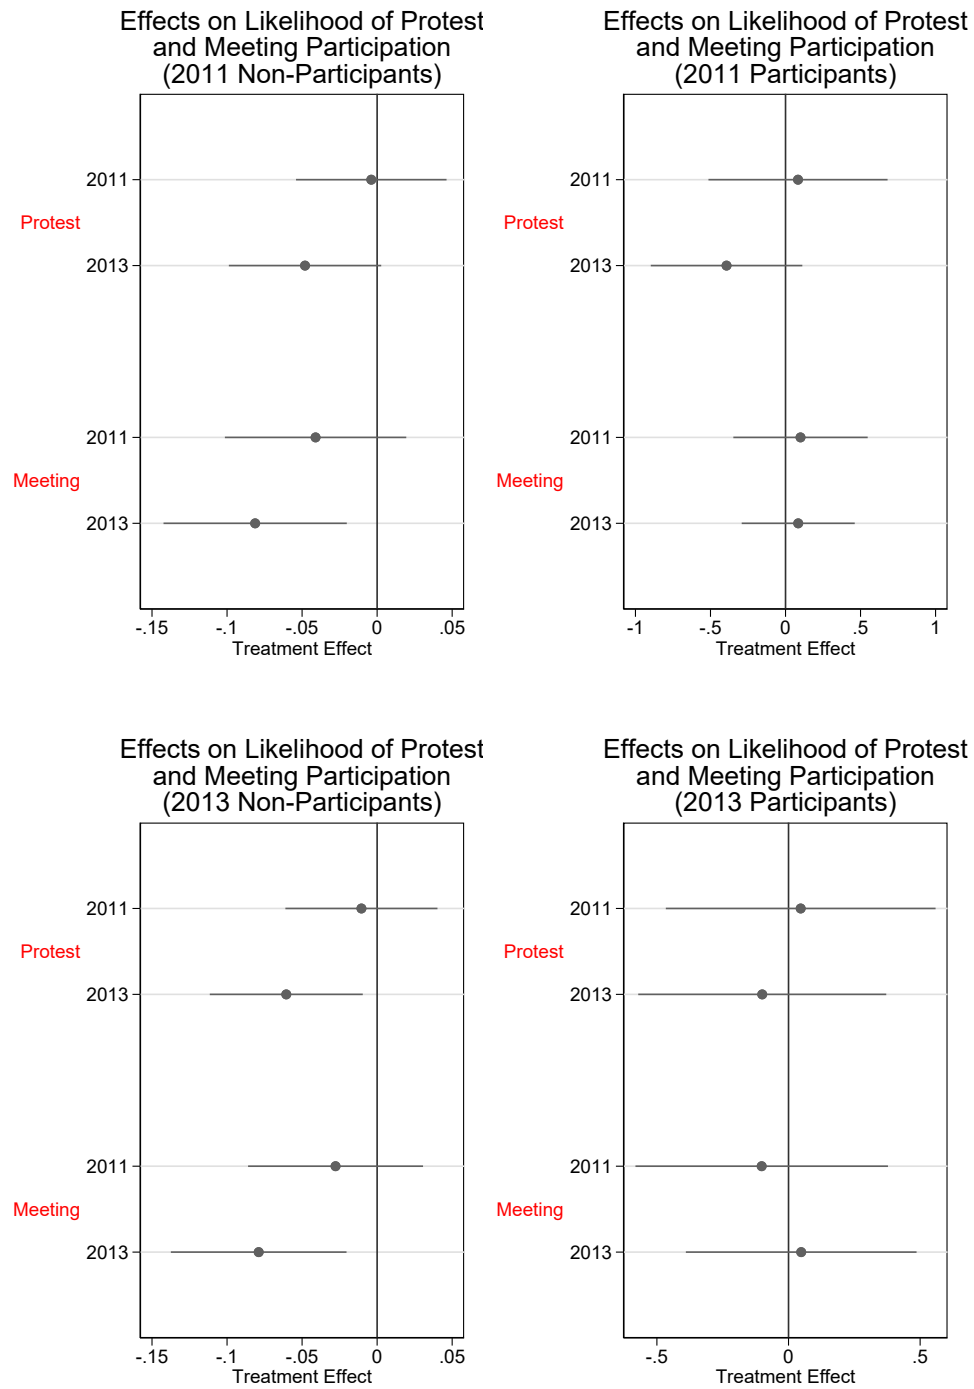 Effects on Likelihood of Protest
and Meeting Participation
(2011 Non-Participants)
2011
Protest
2013
2011
Meeting
2013
-.15 -.1 -.05 0 .05
Treatment Effect
Effects on Likelihood of Protest
and Meeting Participation
(2011 Participants)
2011
Protest
2013
2011
Meeting
2013
-1 -.5 0 .5 1
Treatment Effect
Effects on Likelihood of Protest
and Meeting Participation
(2013 Non-Participants)
2011
Protest
2013
2011
Meeting
2013
-.15 -.1 -.05 0 .05
Treatment Effect
Effects on Likelihood of Protest
and Meeting Participation
(2013 Participants)
2011
Protest
2013
2011
Meeting
2013
-.5 0 .5
Treatment Effect